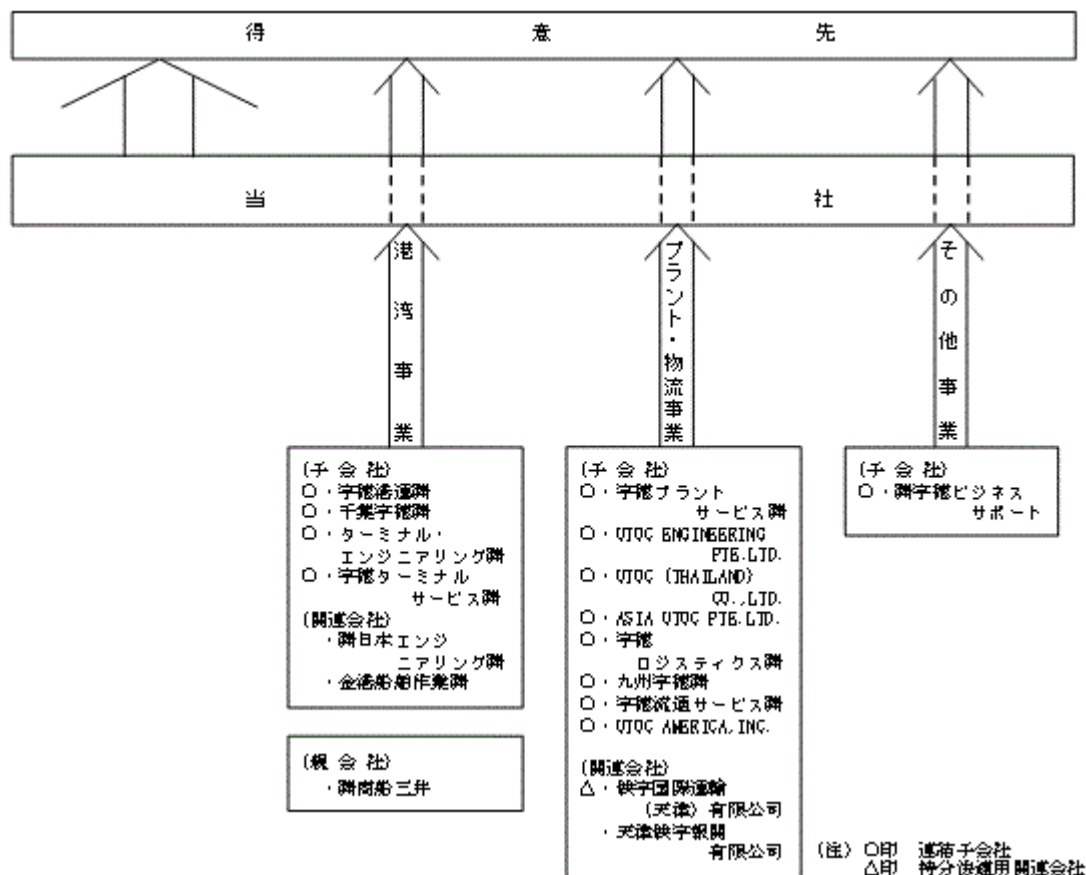 得意先
当社
港湾事業
プラント・物流事業
その他事業
(子会社)
○・宇徳港運㈱
○・千葉宇徳㈱
○・ターミナル・
エンジニアリング㈱
○・宇徳ターミナル
サービス㈱
(関連会社)
・㈱日本エンジ
ニアリング㈱
・金港船舶作業㈱
(親会社)
・㈱商船三井
(子会社)
○・宇徳プラント
サービス㈱
○・UTOC ENGINEERING
PTE.LTD.
○・UTOC (THAILAND)
CO.,LTD.
○・ASIA UTOC PTE.LTD.
○・宇徳
ロジスティクス㈱
○・九州宇徳㈱
○・宇徳流通サービス㈱
○・UTOC AMERICA,INC.
(関連会社)
△・ 宇国際運輸
(天津)有限公司
・天津 宇報関
有限公司
(子会社)
○・㈱宇徳ビジネス
サポート
(注) ○印 連結子会社
△印 持分法適用関連会社